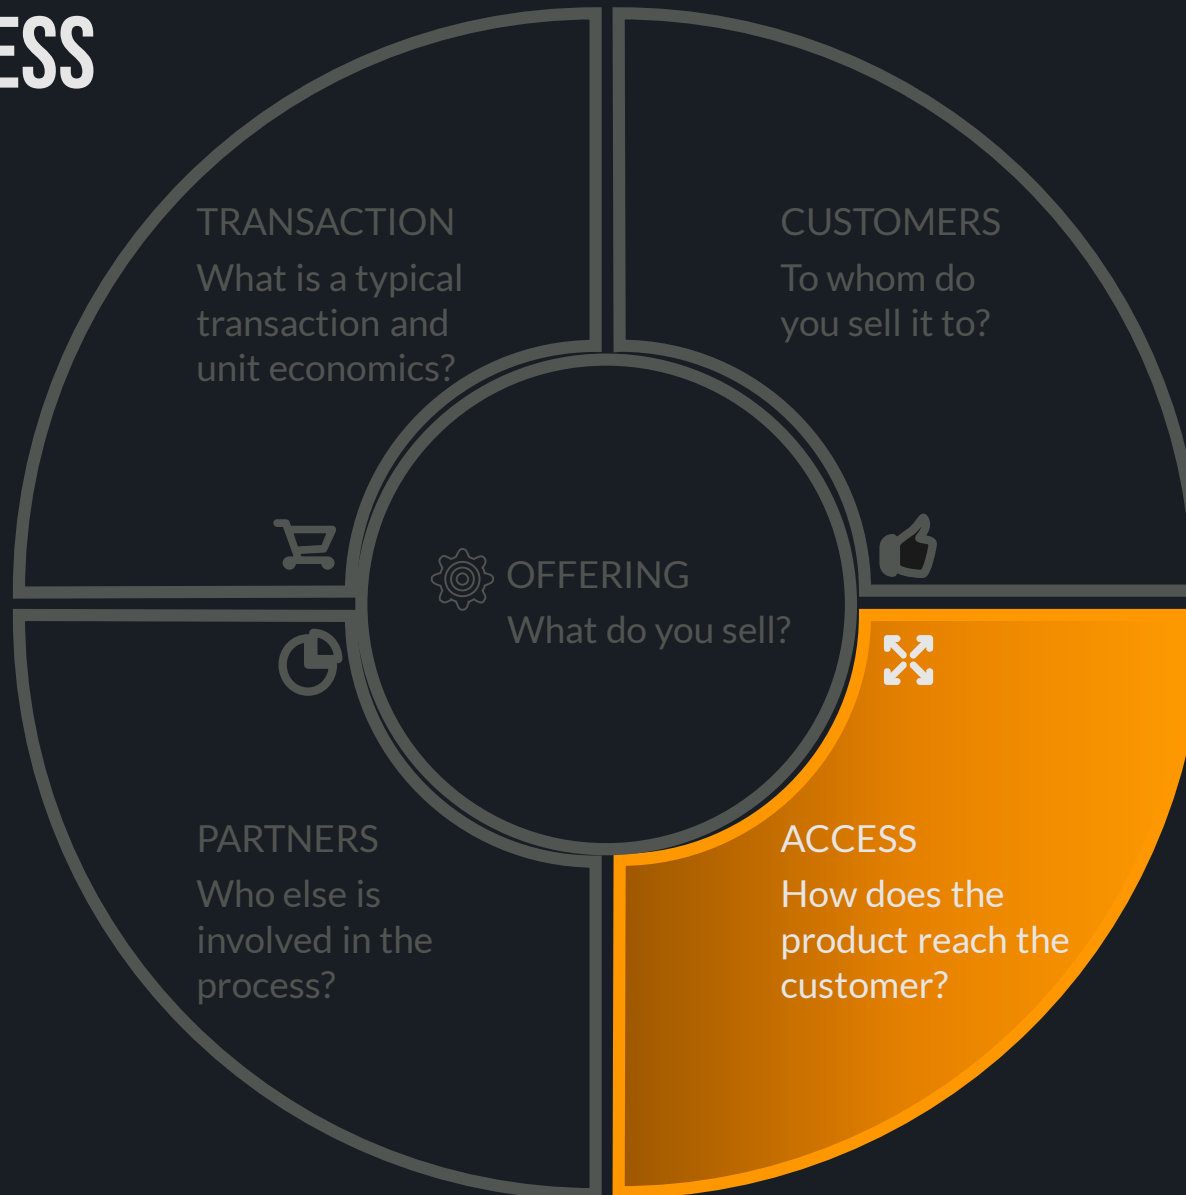 ESS
TRANSACTION
What is a typical
transaction and
unit economics?
CUSTOMERS
To whom do
you sell it to?
OFFERING
What do you sell?
PARTNERS
Who else is
involved in the
process?
ACCESS
How does the
product reach the
customer?